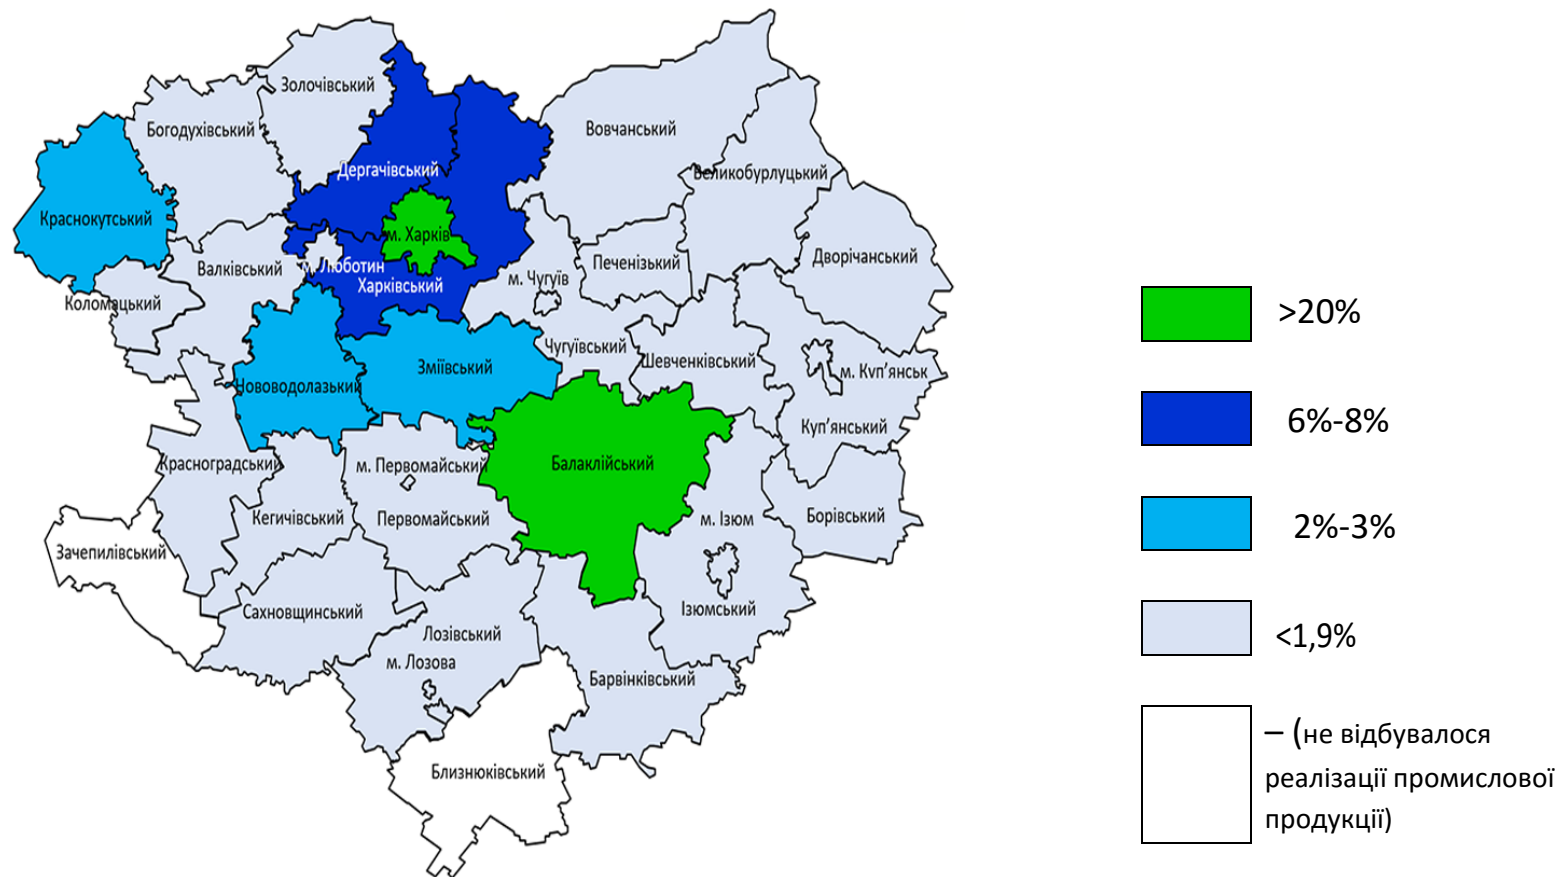 Золочівський
Богодухівський
Вовчанський
Дергачівський
Великобурлуцький
Краснокутський
м. Харків
Валківський
м. Люботин
Харківський
м. Чугуїв
Печенізький
Дворічанський
Коломацький
Чугуївський
Шевченківський
Зміївський
м. Куп'янськ
Нововодолазький
Куп'янський
Красноградський
м. Первомайський
Балаклійський
Кегичівський
Первомайський
м. Ізюм
Борівський
Зачепилівський
Сахновщинський
Ізюмський
Лозівський
м. Лозова
Барвінківський
Близнюківський
>20%
6%-8%
2%-3%
<1,9%
– (не відбувалося
реалізації промислової
продукції)